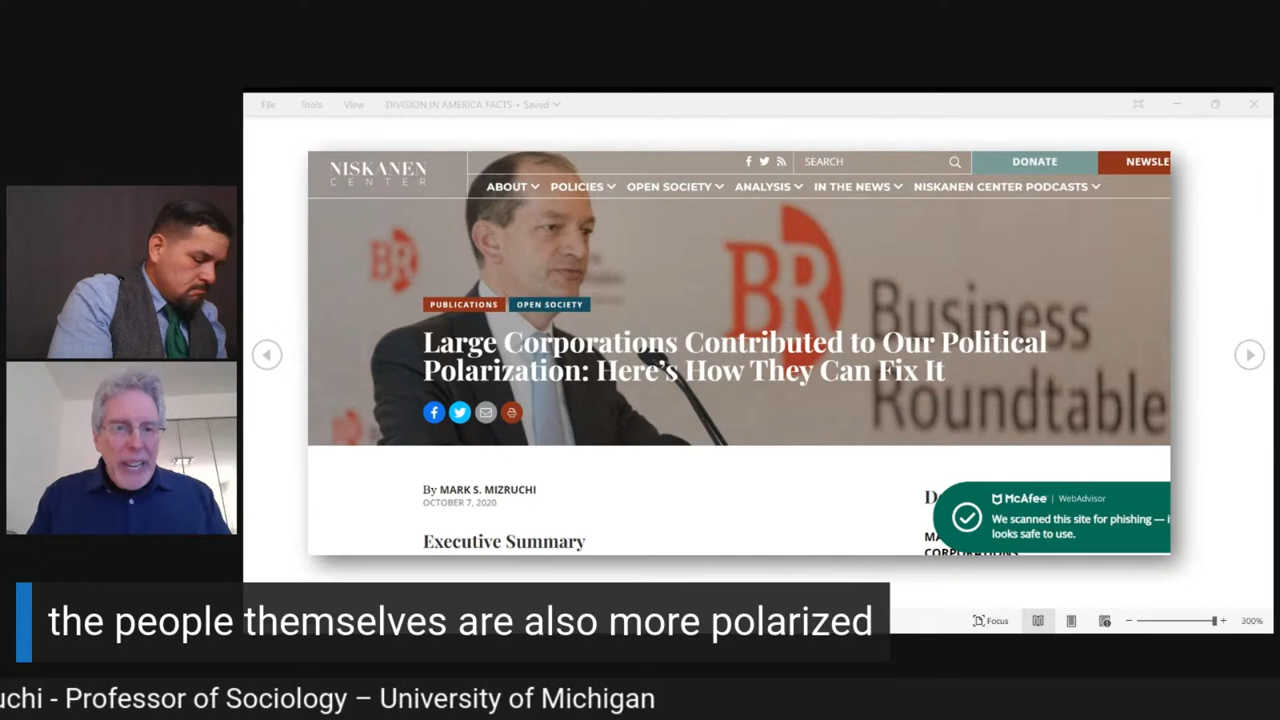 File Tools View DIVISION IN AMERICA FACTS • Saved
NISKANEN
CENTER
SEARCH
DONATE
NEWSLE
ABOUT POLICIES OPEN SOCIETY ANALYSIS IN THE NEWS NISKANEN CENTER PODCASTS
BR
BR
Business
Roundtable
PUBLICATIONS OPEN SOCIETY
Large Corporations Contributed to Our Political
Polarization: Here's How They Can Fix It
By MARK S. MIZRUCHI
OCTOBER 7, 2020
Executive Summary
McAfee | WebAdvisor
We scanned this site for phishing —
looks safe to use.
CORPORATIONS
the people themselves are also more polarized
Focus
300%
uchi - Professor of Sociology – University of Michigan